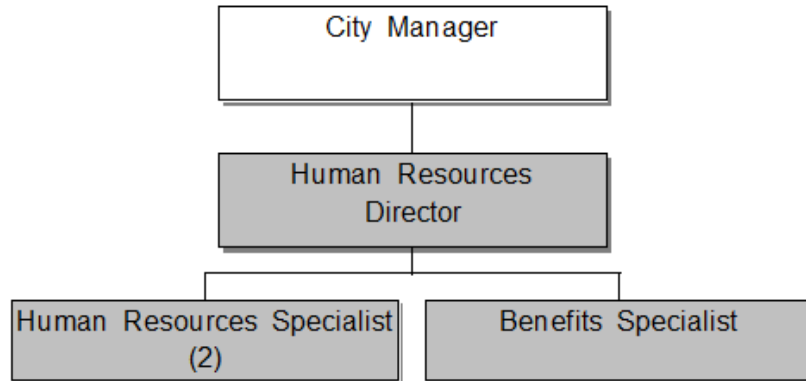 City Manager
Human Resources
Director
Human Resources Specialist
(2)
Benefits Specialist